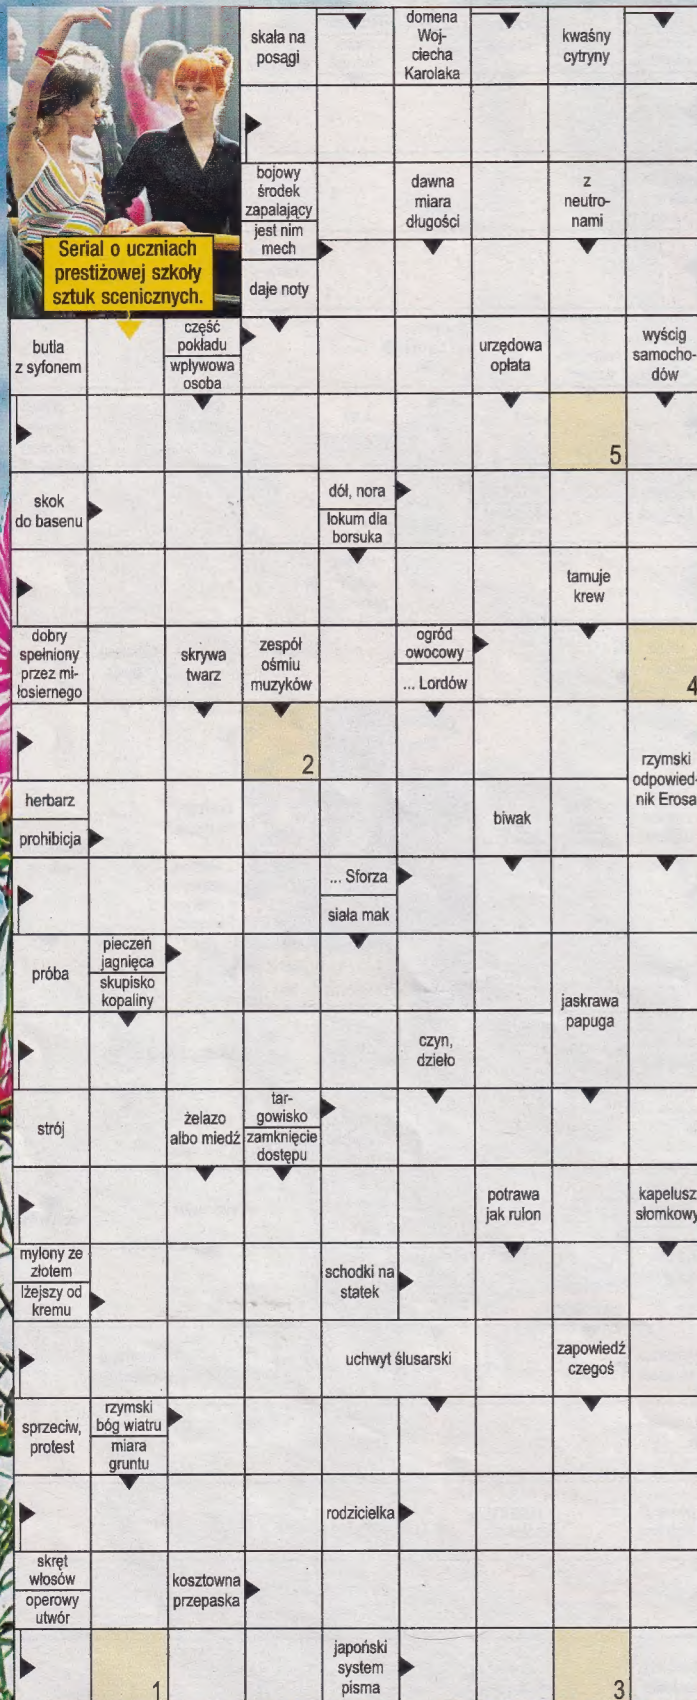 skała na
posągi
domena
Woj-
ciecha
Karolaka
kwaśny
cytryny
bojowy
środek
zapalający
jest nim
mech
daje noty
dawna
miara
długości
z
neutro-
nami
Serial o uczniach
prestiżowej szkoły
sztuk scenicznych.
butla
z syfonem
część
pokładu
wpływowa
osoba
urzędowa
opłata
wyścig
samocho-
dów
5
skok
do basenu
dół, nora
lokum dla
borsuka
tamuje
krew
dobry
spełniony
przez mi-
łosiernego
skrywa
twarz
zespół
ośmiu
muzyków
ogród
owocowy
... Lordów
4
2
rzymski
odpowied-
nik Erosa
herbarz
prohibicja
biwak
... Sforza
siała mak
próba
pieczeń
jagnięca
skupisko
kopaliny
jaskrawa
papuga
czyn,
dzieło
strój
żelazo
albo miedź
tar-
gowisko
zamknięcie
dostępu
potrawa
jak rulon
kapelusz
słomkowy
mylony ze
złotem
lżejszy od
kremu
schodki na
statek
uchwyt ślusarski
zapowiedź
czegoś
sprzeciw,
protest
rzymski
bóg wiatru
miara
gruntu
rodzicielka
skręt
włosów
operowy
utwór
kosztowna
przepaska
1
japoński
system
pisma
3